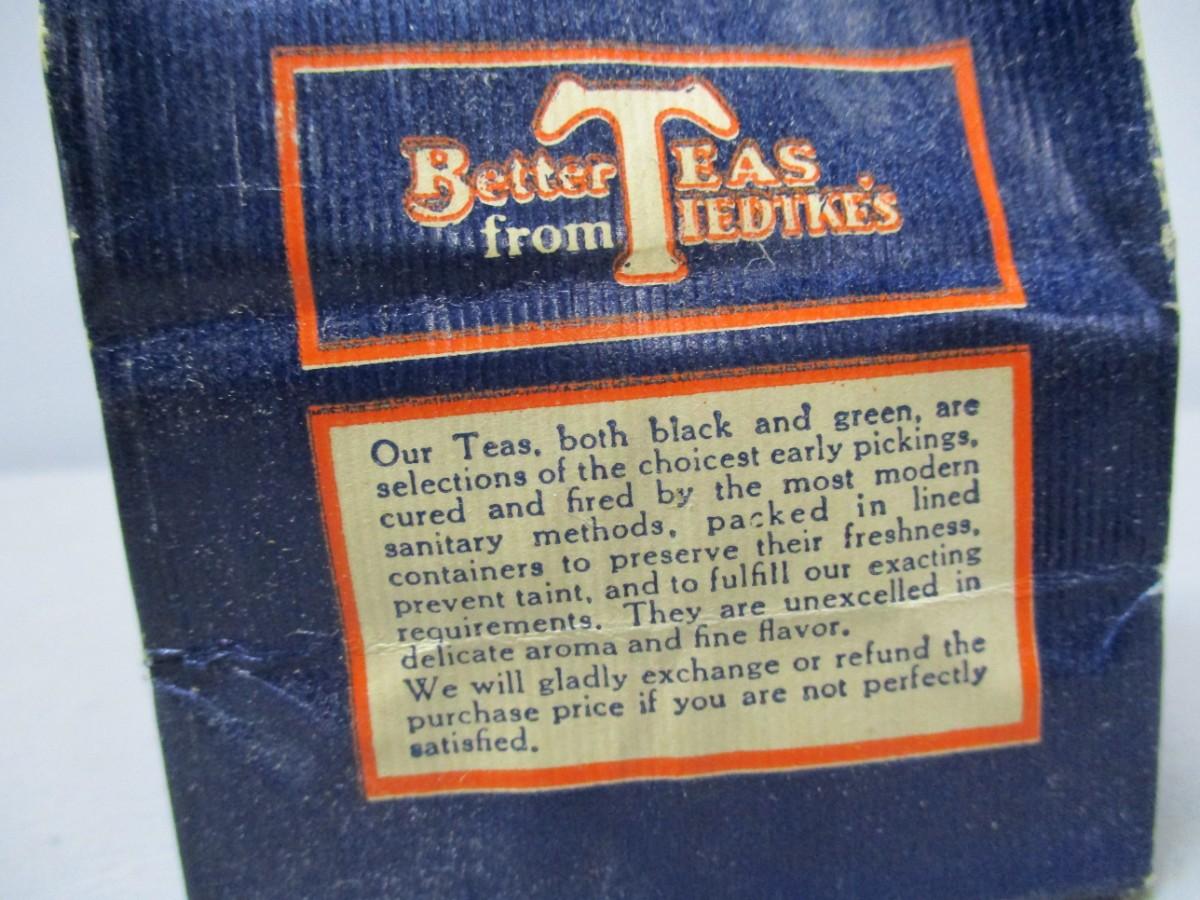 Better TEAS
from TIEDTKE'S
Our Teas, both black and green, are
selections of the choicest early pickings,
cured and fired by the most modern
sanitary methods, packed in lined
containers to preserve their freshness,
prevent taint, and to fulfill our exacting
requirements. They are unexcelled in
delicate aroma and fine flavor.
We will gladly exchange or refund the
purchase price if you are not perfectly
satisfied.